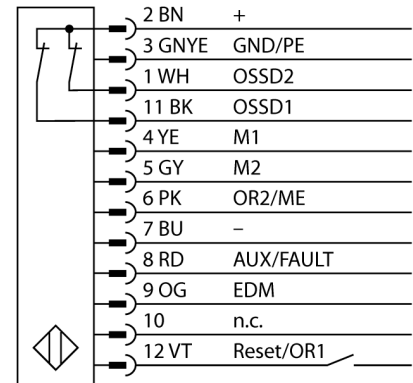 2 BN +
3 GNYE GND/PE
1 WH OSSD2
11 BK OSSD1
4 YE M1
5 GY M2
6 PK OR2/ME
7 BU –
8 RD AUX/FAULT
9 OG EDM
10 n.c.
12 VT Reset/OR1